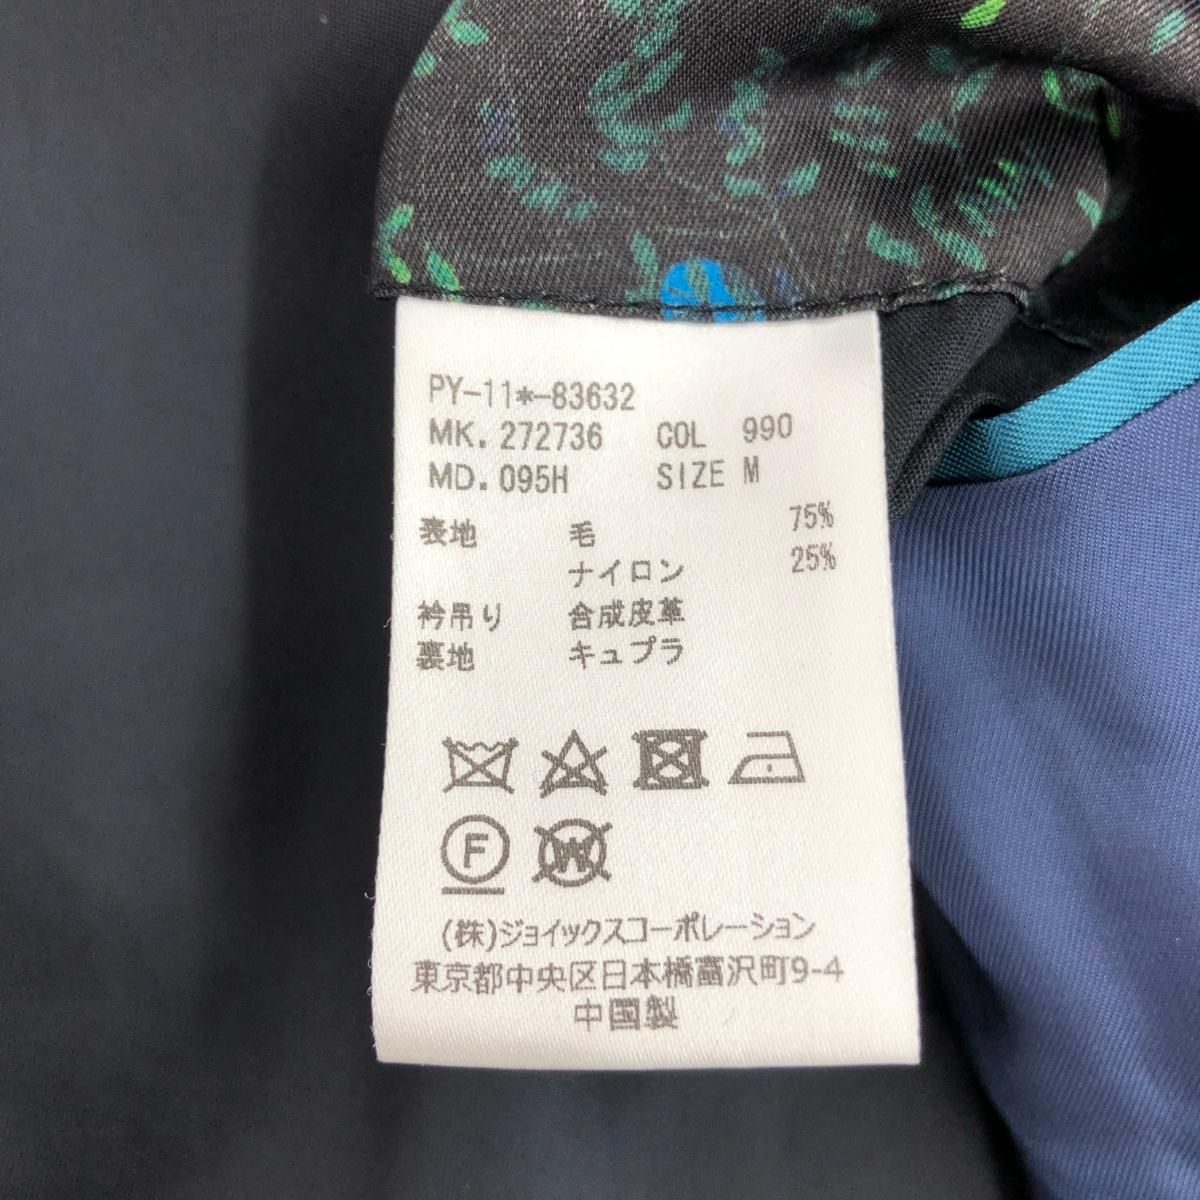 PY-11*-83632
MK. 272736 COL 990
MD. 095H SIZE M
表地 毛 75%
ナイロン 25%
衿吊り 合成皮革
裏地 キュプラ
F W
(株)ジョイックスコーポレーション
東京都中央区日本橋富沢町9-4
中国製